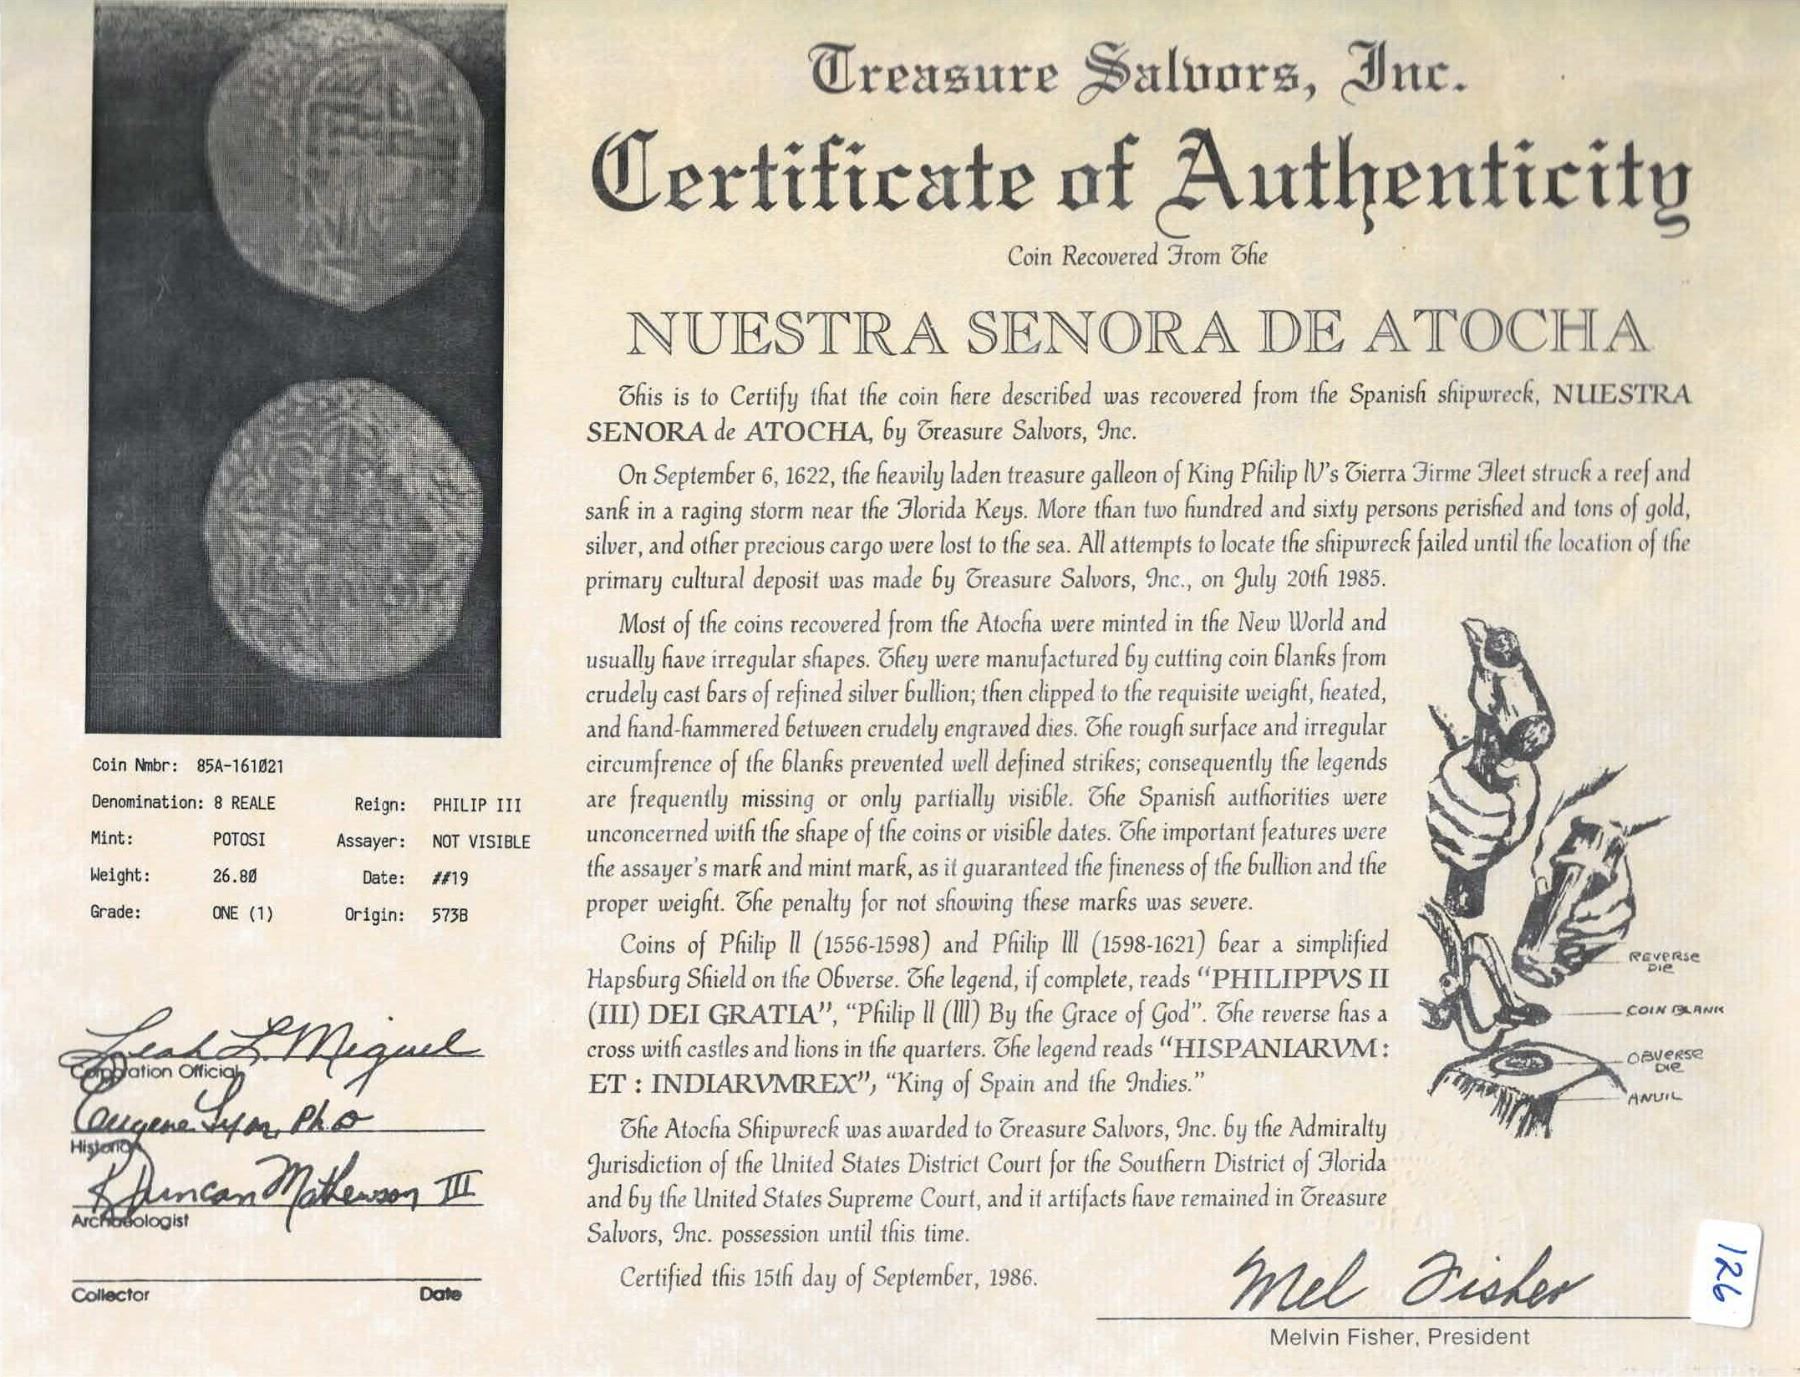 Treasure Salvors, Inc.
Certificate of Authenticity
Coin Recovered From The
NUESTRA SENORA DE ATOCHA
This is to Certify that the coin here described was recovered from the Spanish shipwreck, NUESTRA
SENORA de ATOCHA, by Treasure Salvors, Inc.
On September 6, 1622, the heavily laden treasure galleon of King Philip IV's Tierra Firme Fleet struck a reef and
sank in a raging storm near the Florida Keys. More than two hundred and sixty persons perished and tons of gold,
silver, and other precious cargo were lost to the sea. All attempts to locate the shipwreck failed until the location of the
primary cultural deposit was made by Treasure Salvors, Inc., on July 20th 1985.
Most of the coins recovered from the Atocha were minted in the New World and
usually have irregular shapes. They were manufactured by cutting coin blanks from
crudely cast bars of refined silver bullion; then clipped to the requisite weight, heated,
and hand-hammered between crudely engraved dies. The rough surface and irregular
circumfrence of the blanks prevented well defined strikes; consequently the legends
are frequently missing or only partially visible. The Spanish authorities were
unconcerned with the shape of the coins or visible dates. The important features were
the assayer's mark and mint mark, as it guaranteed the fineness of the bullion and the
proper weight. The penalty for not showing these marks was severe.
Coins of Philip II (1556-1598) and Philip III (1598-1621) bear a simplified
Hapsburg Shield on the Obverse. The legend, if complete, reads "PHILIPPVS II
(III) DEI GRATIA", "Philip II (III) By the Grace of God". The reverse has a
cross with castles and lions in the quarters. The legend reads "HISPANIARVM :
ET : INDIARVMREX", "King of Spain and the Indies."
The Atocha Shipwreck was awarded to Treasure Salvors, Inc. by the Admiralty
Jurisdiction of the United States District Court for the Southern District of Florida
and by the United States Supreme Court, and it artifacts have remained in Treasure
Salvors, Inc. possession until this time.
Certified this 15th day of September, 1986.
REVERSE
DIE
COIN BLANK
OBVERSE
DIE
ANVIL
Coin Nmbr: 85A-161021
Denomination: 8 REALE Reign: PHILIP III
Mint: POTOSI Assayer: NOT VISIBLE
Weight: 26.80 Date: ##19
Grade: ONE (1) Origin: 573B
Leah L. Miguel
Corporation Official
Eugene Lyon, Ph.D
Historian
R Duncan Mathewson III
Archaeologist
Collector Date
Mel Fisher
Melvin Fisher, President
126